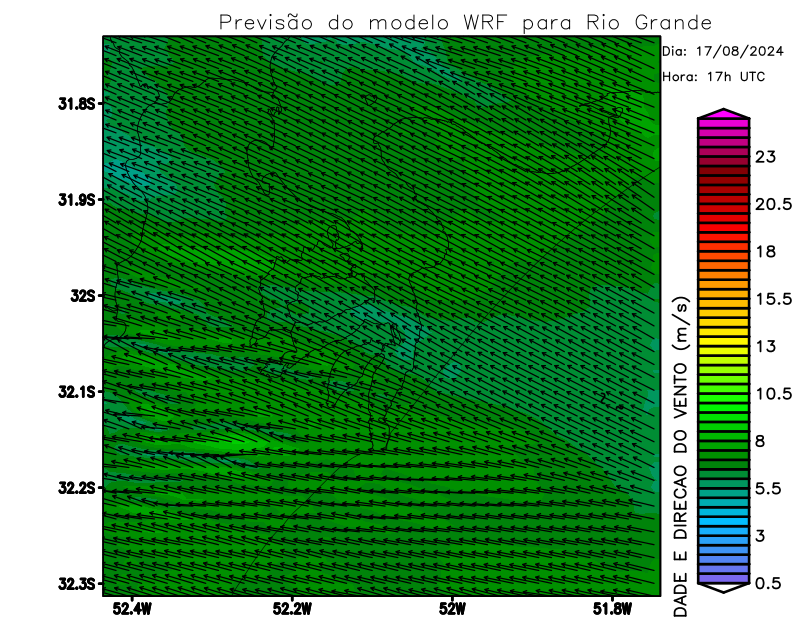 Previsão do modelo WRF para Rio Grande
Dia: 17/08/2024
Hora: 17h UTC
31.8S
31.9S
32S
32.1S
32.2S
32.3S
52.4W
52.2W
52W
51.8W
23
20.5
18
15.5
13
10.5
8
5.5
3
0.5
DADE E DIRECAO DO VENTO (m/s)